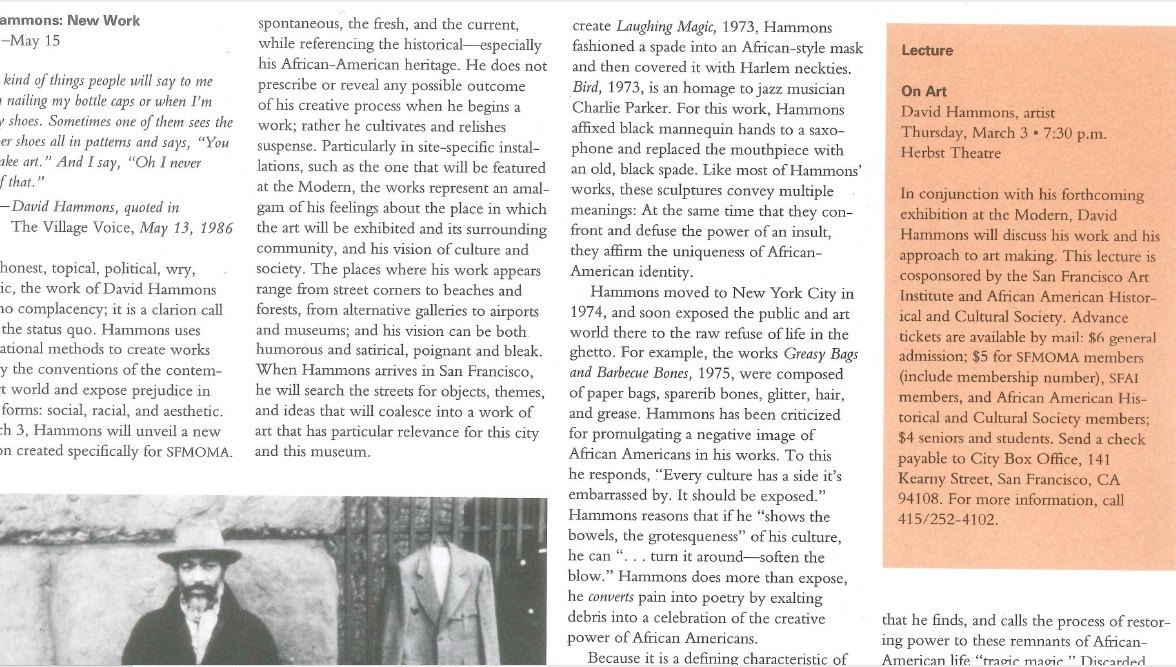 ammons: New Work
–May 15
kind of things people will say to me
nailing my bottle caps or when I'm
shoes. Sometimes one of them sees the
er shoes all in patterns and says, “You
ake art.” And I say, “Oh I never
f that.”
—David Hammons, quoted in
The Village Voice, May 13, 1986
honest, topical, political, wry,
ic, the work of David Hammons
no complacency; it is a clarion call
the status quo. Hammons uses
ational methods to create works
y the conventions of the contem-
t world and expose prejudice in
forms: social, racial, and aesthetic.
ch 3, Hammons will unveil a new
on created specifically for SFMOMA.
spontaneous, the fresh, and the current,
while referencing the historical—especially
his African-American heritage. He does not
prescribe or reveal any possible outcome
of his creative process when he begins a
work; rather he cultivates and relishes
suspense. Particularly in site-specific instal-
lations, such as the one that will be featured
at the Modern, the works represent an amal-
gam of his feelings about the place in which
the art will be exhibited and its surrounding
community, and his vision of culture and
society. The places where his work appears
range from street corners to beaches and
forests, from alternative galleries to airports
and museums; and his vision can be both
humorous and satirical, poignant and bleak.
When Hammons arrives in San Francisco,
he will search the streets for objects, themes,
and ideas that will coalesce into a work of
art that has particular relevance for this city
and this museum.
create Laughing Magic, 1973, Hammons
fashioned a spade into an African-style mask
and then covered it with Harlem neckties.
Bird, 1973, is an homage to jazz musician
Charlie Parker. For this work, Hammons
affixed black mannequin hands to a saxo-
phone and replaced the mouthpiece with
an old, black spade. Like most of Hammons'
works, these sculptures convey multiple
meanings: At the same time that they con-
front and defuse the power of an insult,
they affirm the uniqueness of African-
American identity.
Hammons moved to New York City in
1974, and soon exposed the public and art
world there to the raw refuse of life in the
ghetto. For example, the works Greasy Bags
and Barbecue Bones, 1975, were composed
of paper bags, sparerib bones, glitter, hair,
and grease. Hammons has been criticized
for promulgating a negative image of
African Americans in his works. To this
he responds, “Every culture has a side it's
embarrassed by. It should be exposed.”
Hammons reasons that if he “shows the
bowels, the grotesqueness” of his culture,
he can “. . . turn it around—soften the
blow.” Hammons does more than expose,
he converts pain into poetry by exalting
debris into a celebration of the creative
power of African Americans.
Because it is a defining characteristic of
Lecture
On Art
David Hammons, artist
Thursday, March 3 • 7:30 p.m.
Herbst Theatre
In conjunction with his forthcoming
exhibition at the Modern, David
Hammons will discuss his work and his
approach to art making. This lecture is
cosponsored by the San Francisco Art
Institute and African American Histor-
ical and Cultural Society. Advance
tickets are available by mail: $6 general
admission; $5 for SFMOMA members
(include membership number), SFAI
members, and African American His-
torical and Cultural Society members;
$4 seniors and students. Send a check
payable to City Box Office, 141
Kearny Street, San Francisco, CA
94108. For more information, call
415/252-4102.
that he finds, and calls the process of restor-
ing power to these remnants of African-
American life “tragic magic.” Discarded